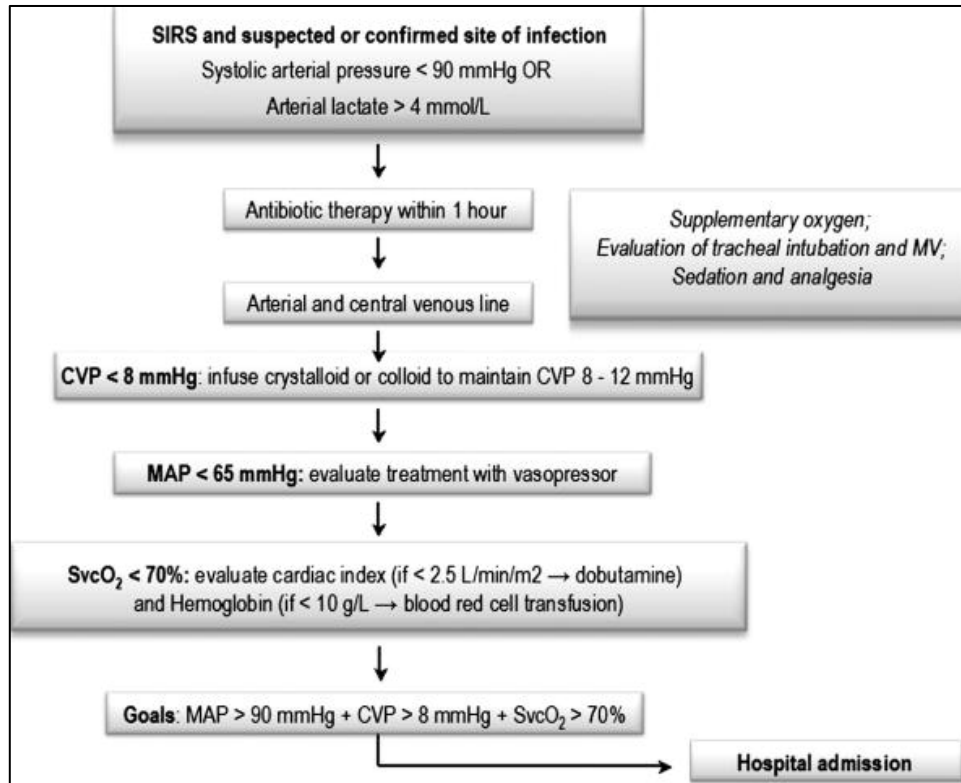 SIRS and suspected or confirmed site of infection
Systolic arterial pressure < 90 mmHg OR
Arterial lactate > 4 mmol/L
Antibiotic therapy within 1 hour
Supplementary oxygen;
Evaluation of tracheal intubation and MV;
Sedation and analgesia
Arterial and central venous line
CVP < 8 mmHg: infuse crystalloid or colloid to maintain CVP 8 - 12 mmHg
MAP < 65 mmHg: evaluate treatment with vasopressor
SvcO₂ < 70%: evaluate cardiac index (if < 2.5 L/min/m2 → dobutamine)
and Hemoglobin (if < 10 g/L → blood red cell transfusion)
Goals: MAP > 90 mmHg + CVP > 8 mmHg + SvcO₂ > 70%
Hospital admission